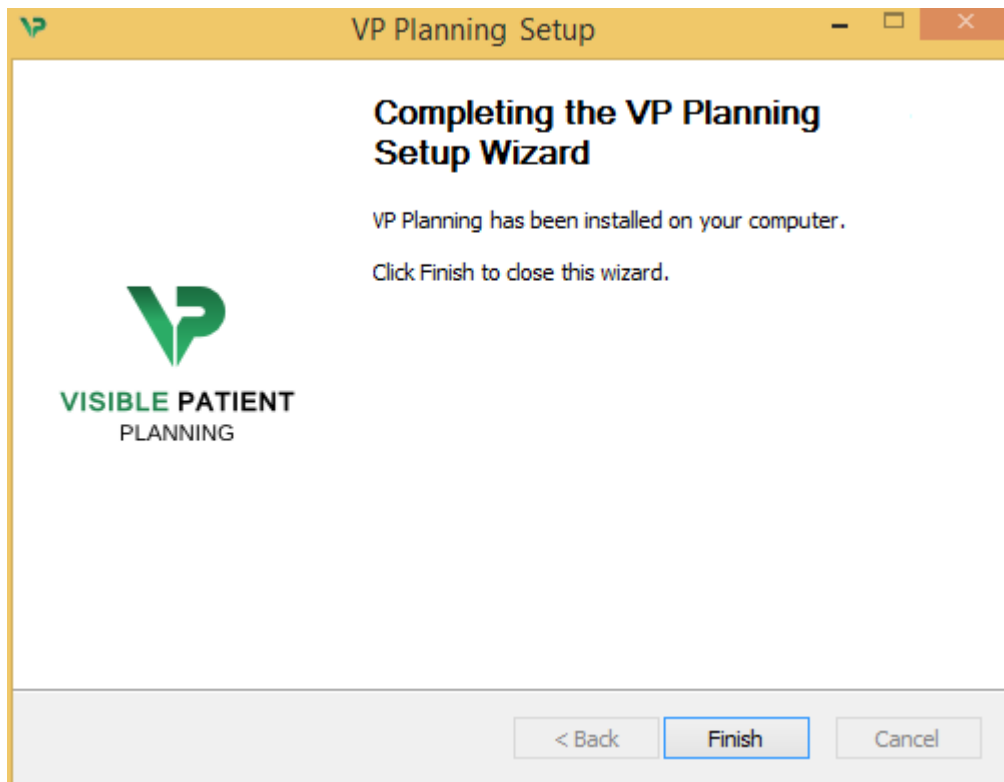 VP Planning Setup
Completing the VP Planning
Setup Wizard
VP Planning has been installed on your computer.
Click Finish to close this wizard.
VP
VISIBLE PATIENT
PLANNING
< Back
Finish
Cancel